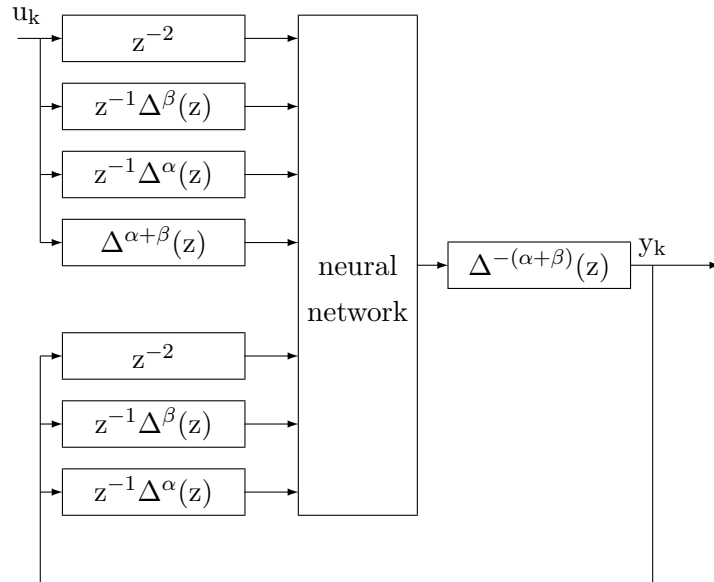 u_k
z^{−2}
z^{−1}Δ^β(z)
z^{−1}Δ^α(z)
Δ^{α+β}(z)
neural
network
Δ^{−(α+β)}(z)
y_k
z^{−2}
z^{−1}Δ^β(z)
z^{−1}Δ^α(z)